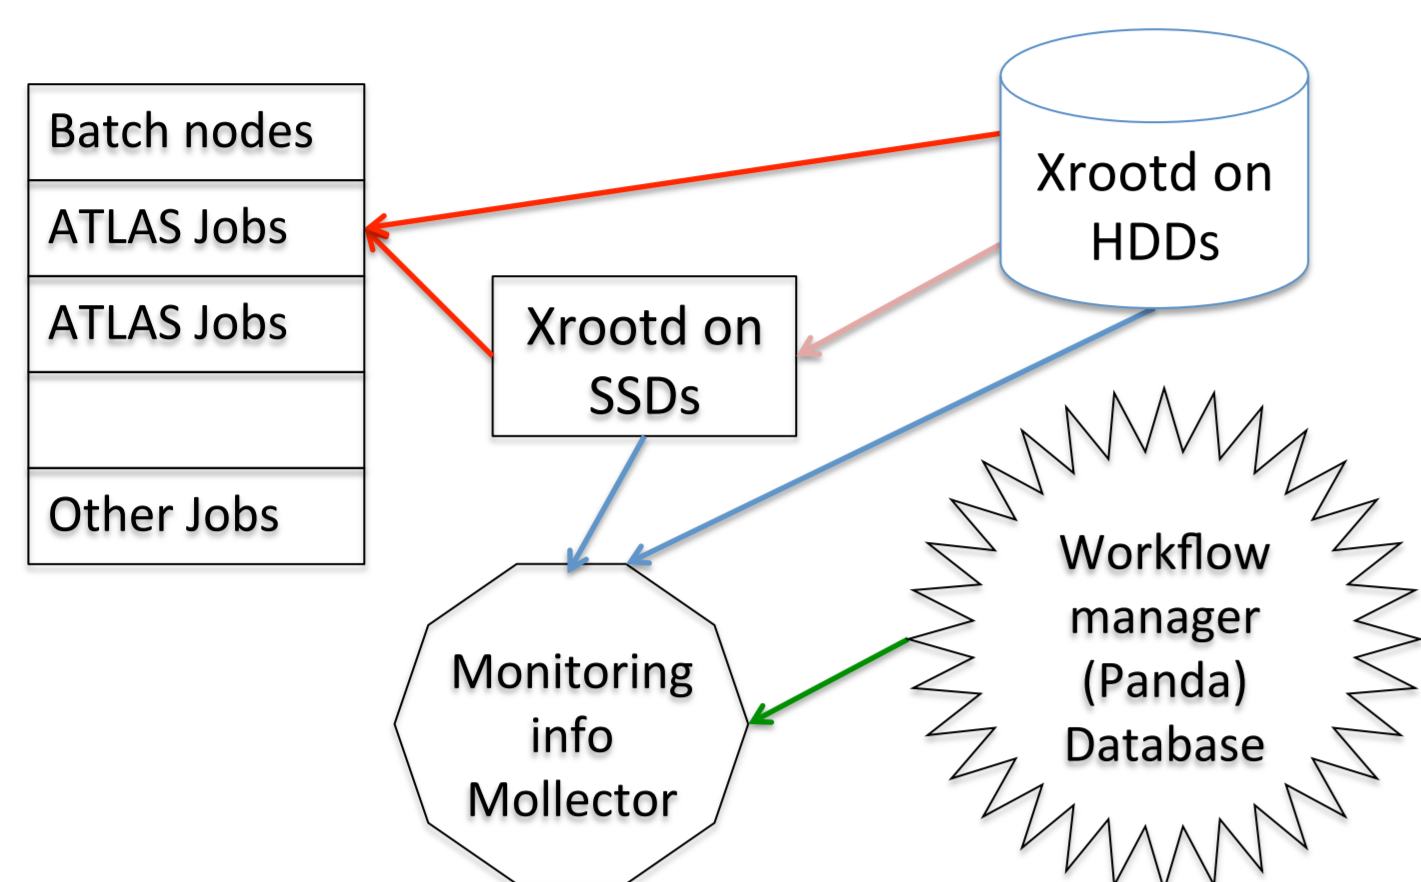 Batch nodes
ATLAS Jobs
ATLAS Jobs
Other Jobs
Xrootd on
SSDs
Xrootd on
HDDs
Monitoring
info
Mollector
Workflow
manager
(Panda)
Database